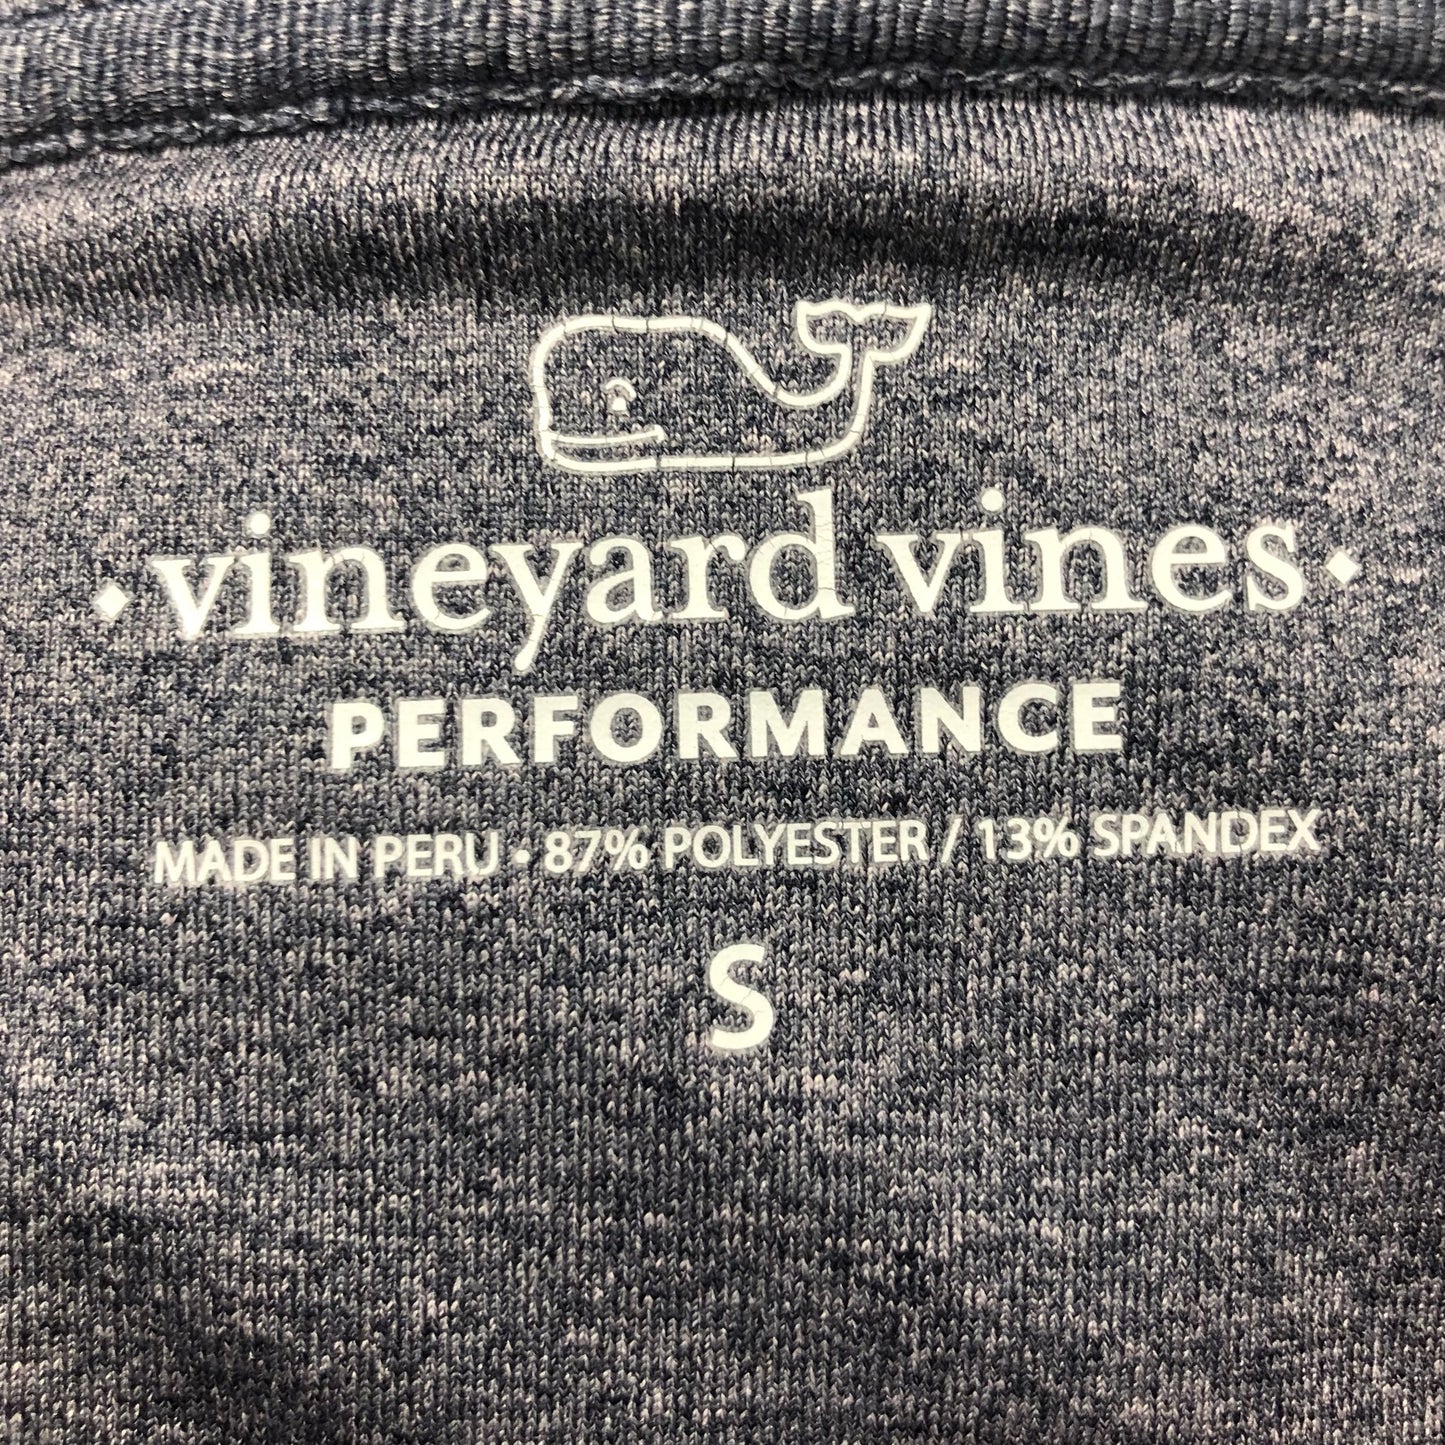 • vineyard vines •
PERFORMANCE
MADE IN PERU • 87% POLYESTER / 13% SPANDEX
S